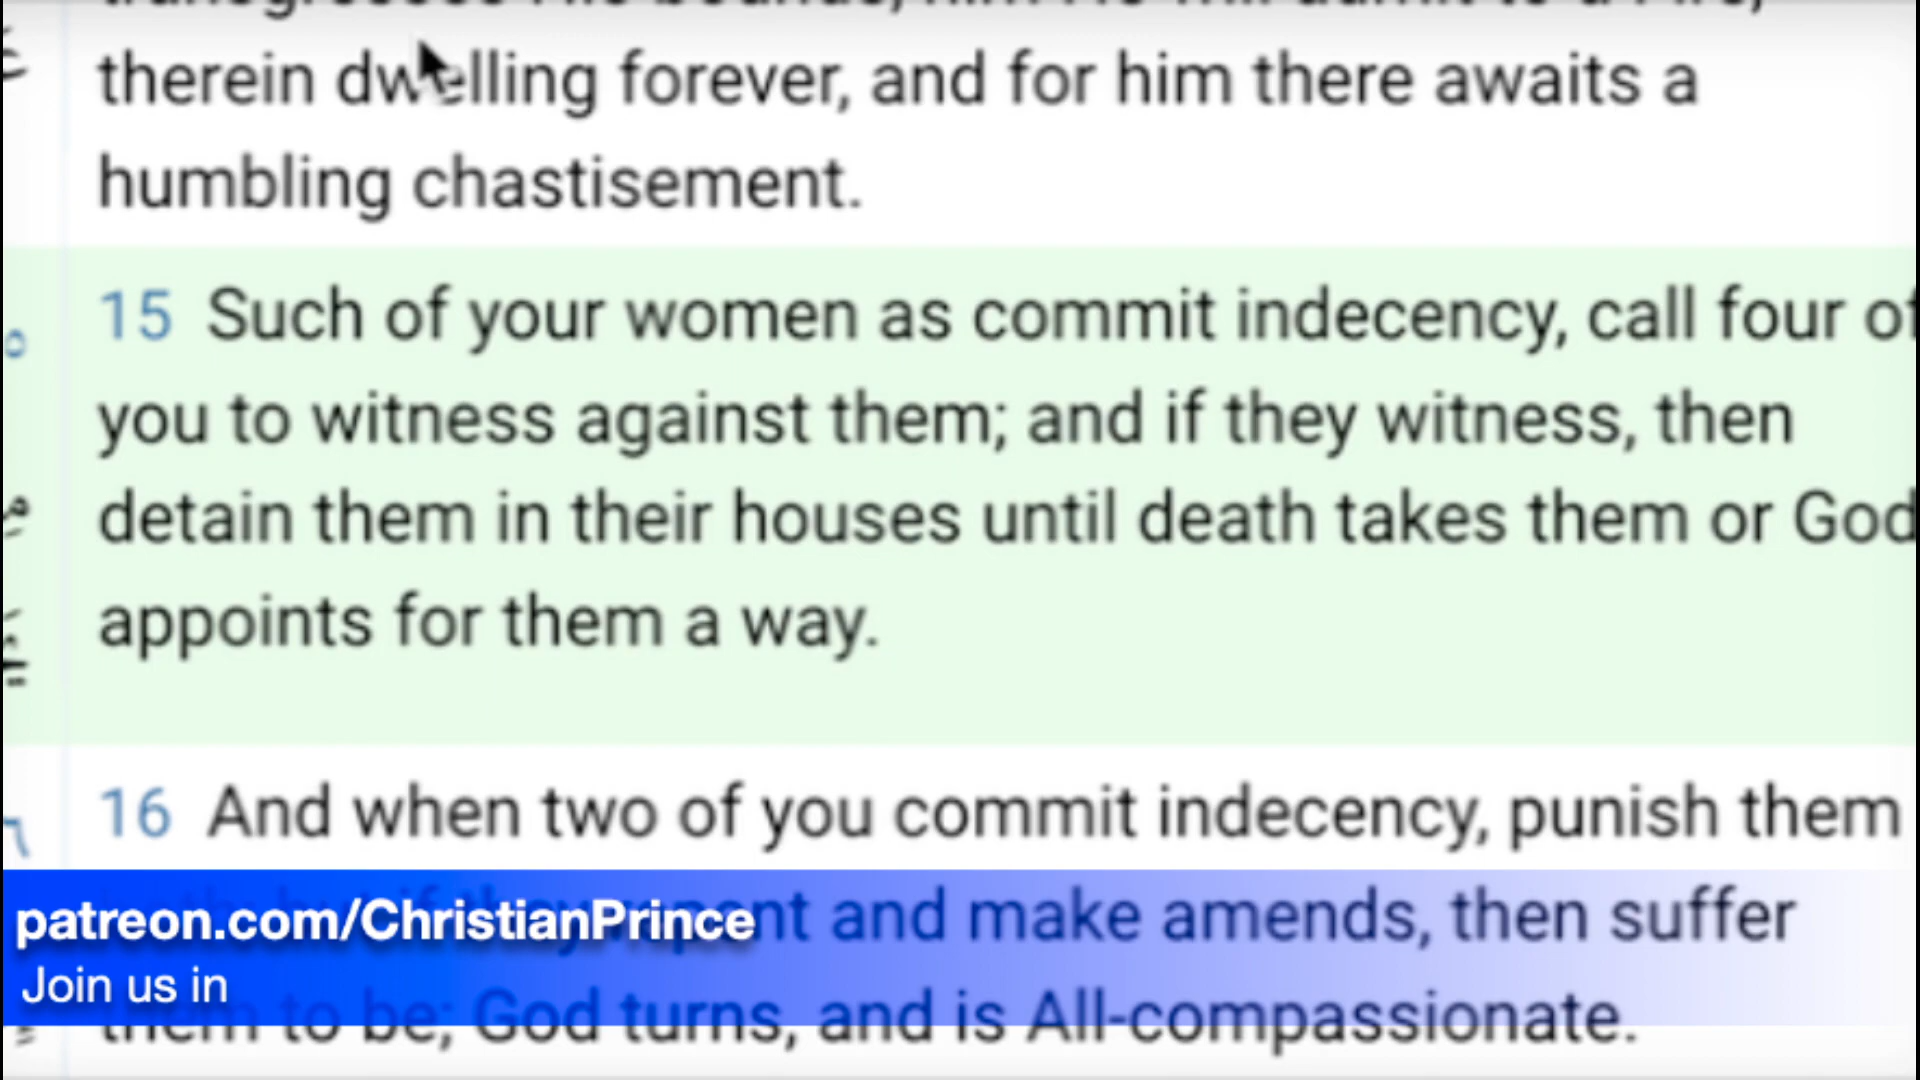 therein dwelling forever, and for him there awaits a
humbling chastisement.
15 Such of your women as commit indecency, call four of
you to witness against them; and if they witness, then
detain them in their houses until death takes them or God
appoints for them a way.
16 And when two of you commit indecency, punish them
and make amends, then suffer
patreon.com/ChristianPrince
Join us in
them to be; God turns, and is All-compassionate.